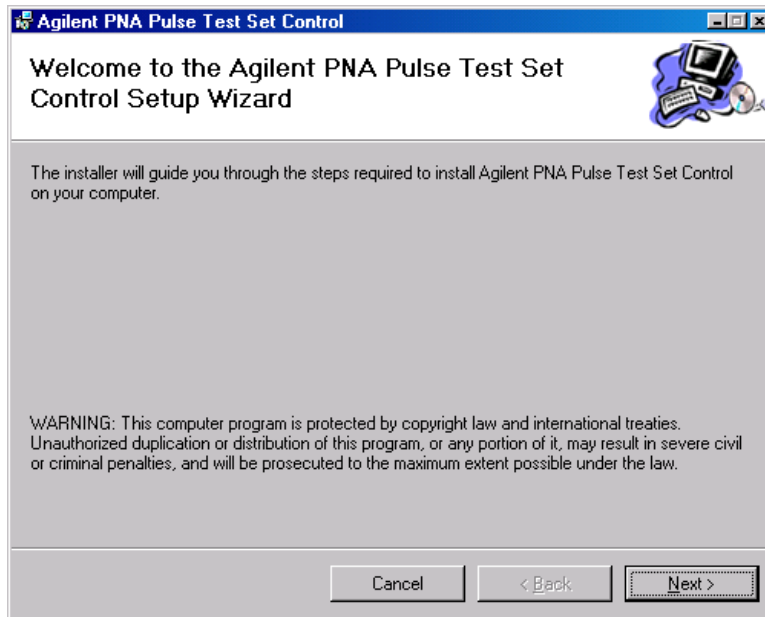 Agilent PNA Pulse Test Set Control
Welcome to the Agilent PNA Pulse Test Set
Control Setup Wizard
The installer will guide you through the steps required to install Agilent PNA Pulse Test Set Control
on your computer.
WARNING: This computer program is protected by copyright law and international treaties.
Unauthorized duplication or distribution of this program, or any portion of it, may result in severe civil
or criminal penalties, and will be prosecuted to the maximum extent possible under the law.
Cancel < Back Next >